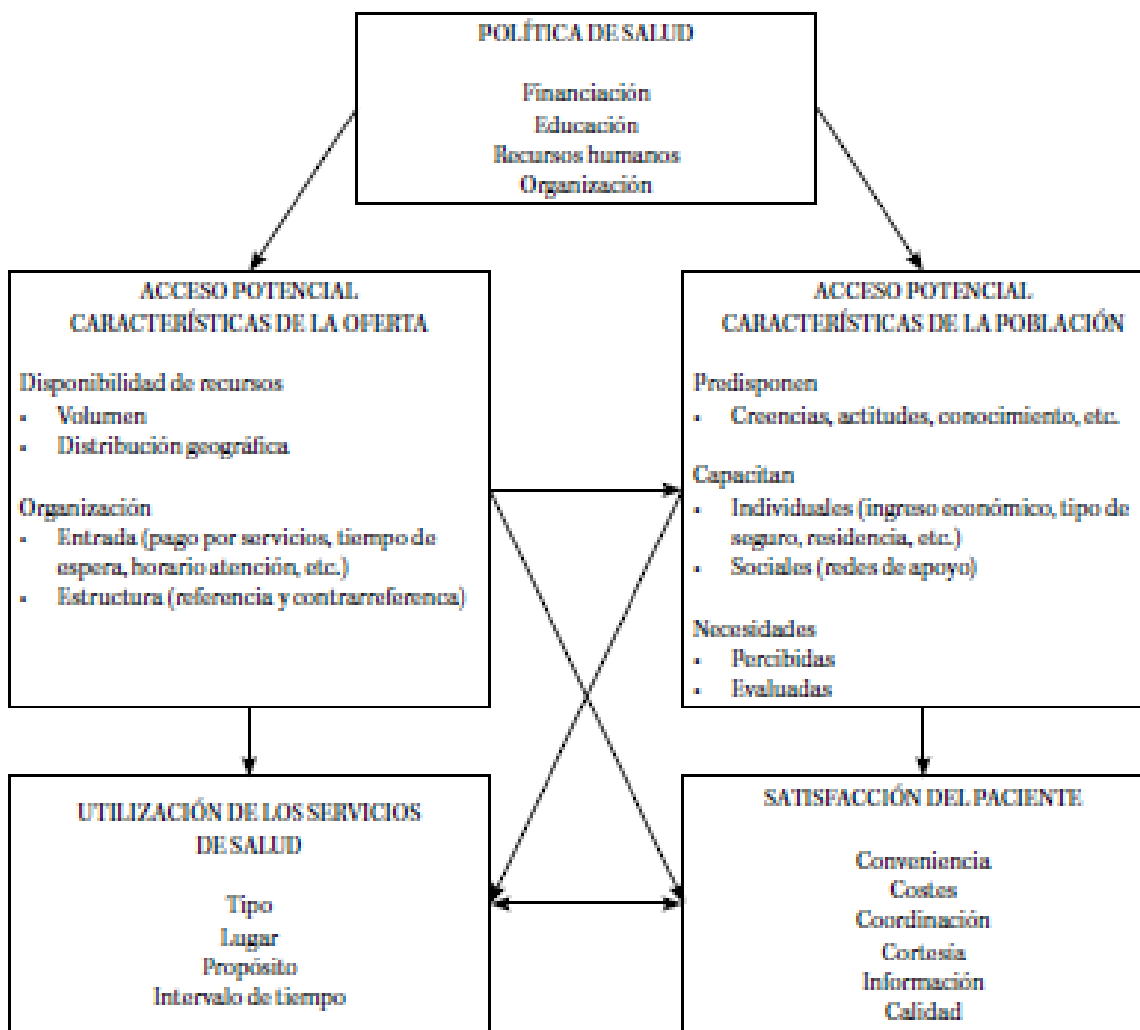 POLÍTICA DE SALUD
Financiación
Educación
Recursos humanos
Organización
ACCESO POTENCIAL
CARACTERÍSTICAS DE LA OFERTA
Disponibilidad de recursos
• Volumen
• Distribución geográfica
Organización
• Entrada (pago por servicios, tiempo de
espera, horario atención, etc.)
• Estructura (referencia y contrarreferenca)
ACCESO POTENCIAL
CARACTERÍSTICAS DE LA POBLACIÓN
Predisponen
• Creencias, actitudes, conocimiento, etc.
Capacitan
• Individuales (ingreso económico, tipo de
seguro, residencia, etc.)
• Sociales (redes de apoyo)
Necesidades
• Percibidas
• Evaluadas
UTILIZACIÓN DE LOS SERVICIOS
DE SALUD
Tipo
Lugar
Propósito
Intervalo de tiempo
SATISFACCIÓN DEL PACIENTE
Conveniencia
Costes
Coordinación
Cortesía
Información
Calidad